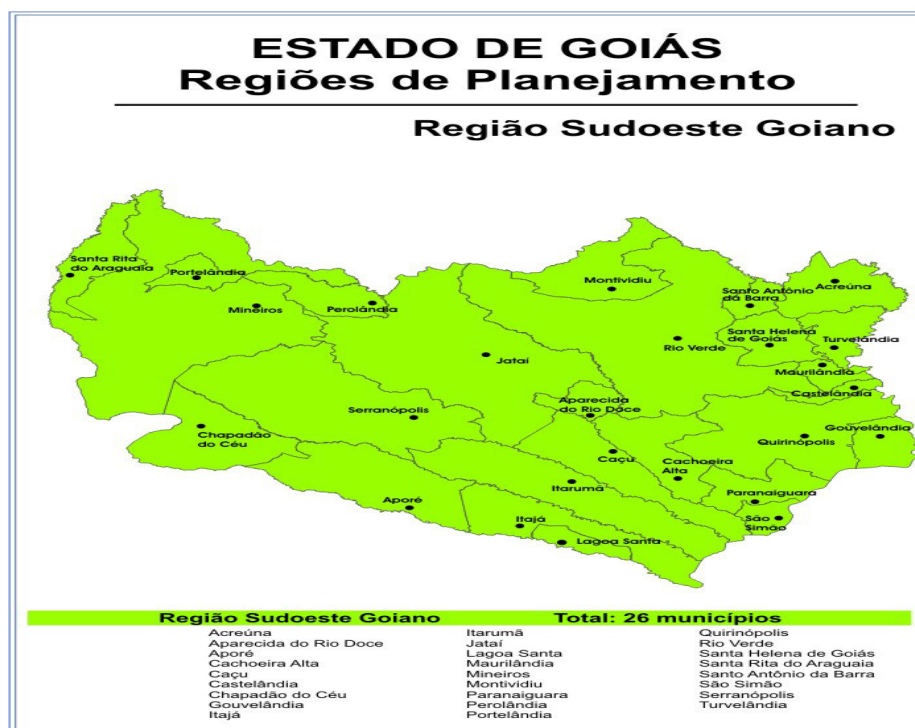 ESTADO DE GOIÁS
Regiões de Planejamento
Região Sudoeste Goiano
Santa Rita
do Araguaia
Portelândia
Mineiros
Perolândia
Montividiu
Santo Antônio
da Barra
Acreúna
Jataí
Rio Verde
Santa Helena
de Goiás
Turvelândia
Maurilândia
Castelândia
Serranópolis
Aparecida
do Rio Doce
Chapadão
do Céu
Gouvelândia
Quirinópolis
Caçu
Cachoeira
Alta
Itarumã
Paranaiguara
Aporé
Itajá
São
Simão
Lagoa Santa
Região Sudoeste Goiano Total: 26 municípios
Acreúna Itarumã Quirinópolis
Aparecida do Rio Doce Jataí Rio Verde
Aporé Lagoa Santa Santa Helena de Goiás
Cachoeira Alta Maurilândia Santa Rita do Araguaia
Caçu Mineiros Santo Antônio da Barra
Castelândia Montividiu São Simão
Chapadão do Céu Paranaiguara Serranópolis
Gouvelândia Perolândia Turvelândia
Itajá Portelândia